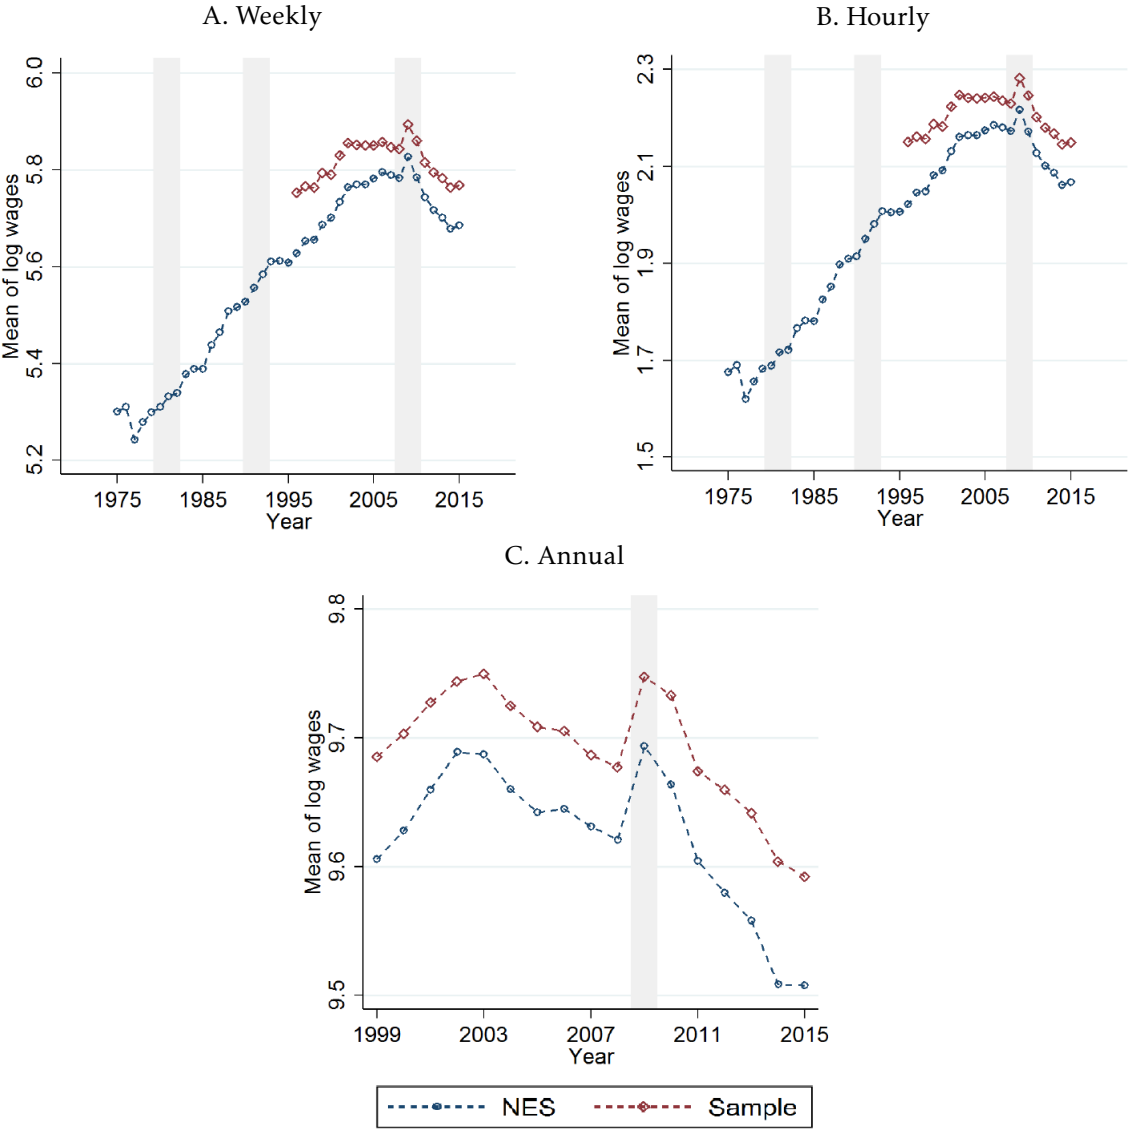 A. Weekly
Mean of log wages
6.0
5.8
5.6
5.4
5.2
1975 1985 1995 2005 2015
Year
B. Hourly
Mean of log wages
2.3
2.1
1.9
1.7
1.5
1975 1985 1995 2005 2015
Year
C. Annual
Mean of log wages
9.8
9.7
9.6
9.5
1999 2003 2007 2011 2015
Year
NES Sample